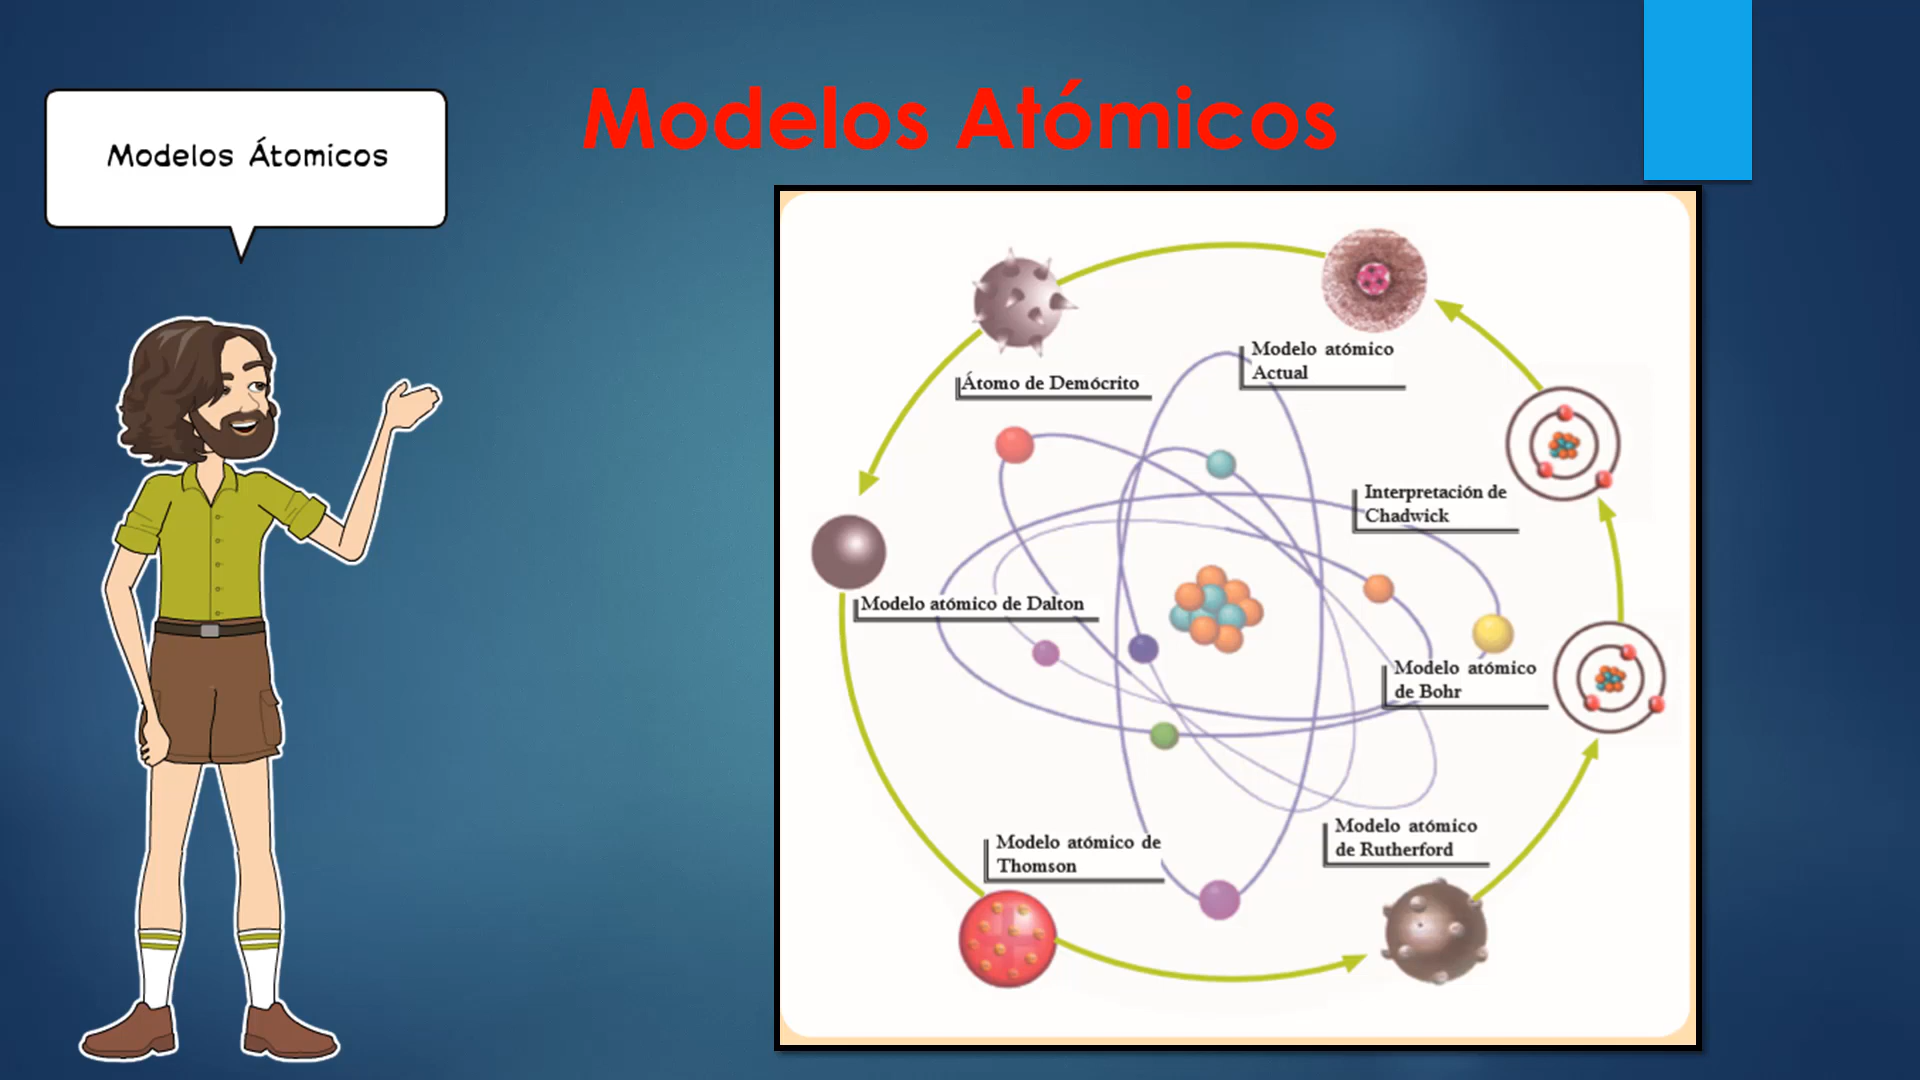 Modelos Átomicos
Modelos Atómicos
Átomo de Demócrito
Modelo atómico
Actual
Interpretación de
Chadwick
Modelo atómico de Dalton
Modelo atómico
de Bohr
Modelo atómico de
Thomson
Modelo atómico
de Rutherford